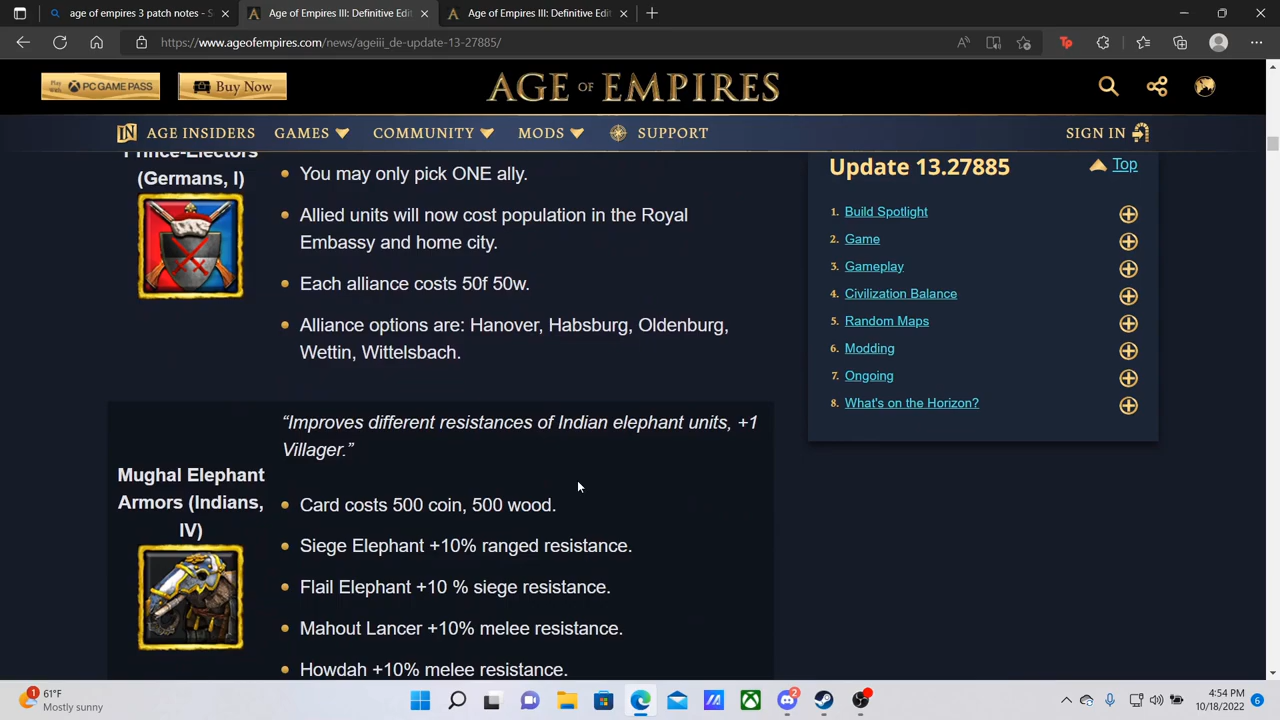 age of empires 3 patch notes - S
Age of Empires III: Definitive Edit
Age of Empires III: Definitive Edit
https://www.ageofempires.com/news/ageiii_de-update-13-27885/
PC GAME PASS
Buy Now
AGE OF EMPIRES
AGE INSIDERS
GAMES
COMMUNITY
MODS
SUPPORT
SIGN IN
Prince-Electors
(Germans, I)
You may only pick ONE ally.
Allied units will now cost population in the Royal
Embassy and home city.
Each alliance costs 50f 50w.
Alliance options are: Hanover, Habsburg, Oldenburg,
Wettin, Wittelsbach.
Mughal Elephant
Armors (Indians,
IV)
“Improves different resistances of Indian elephant units, +1
Villager.”
Card costs 500 coin, 500 wood.
Siege Elephant +10% ranged resistance.
Flail Elephant +10 % siege resistance.
Mahout Lancer +10% melee resistance.
Howdah +10% melee resistance.
Update 13.27885
Top
1. Build Spotlight
2. Game
3. Gameplay
4. Civilization Balance
5. Random Maps
6. Modding
7. Ongoing
8. What's on the Horizon?
1
61°F
Mostly sunny
2
4:54 PM
10/18/2022
6